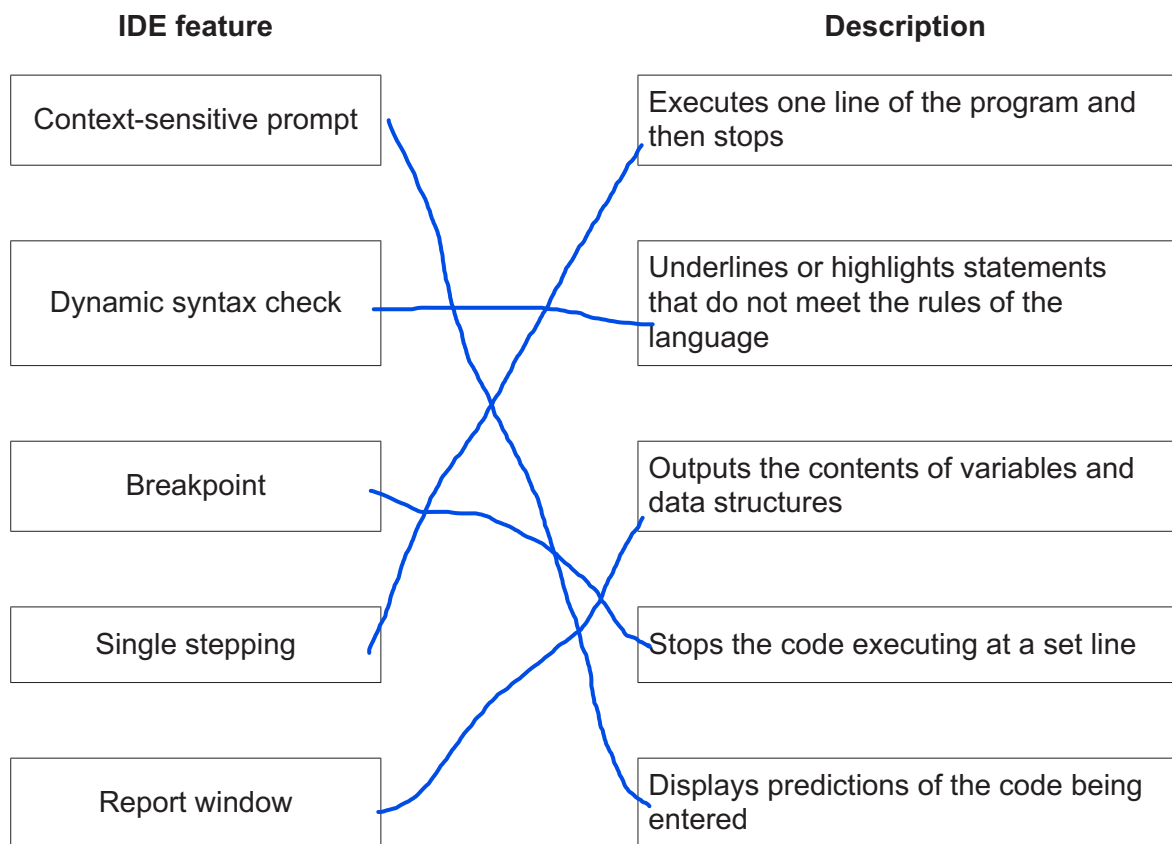 IDE feature
Description
Context-sensitive prompt
Executes one line of the program and
then stops
Dynamic syntax check
Underlines or highlights statements
that do not meet the rules of the
language
Breakpoint
Outputs the contents of variables and
data structures
Single stepping
Stops the code executing at a set line
Report window
Displays predictions of the code being
entered